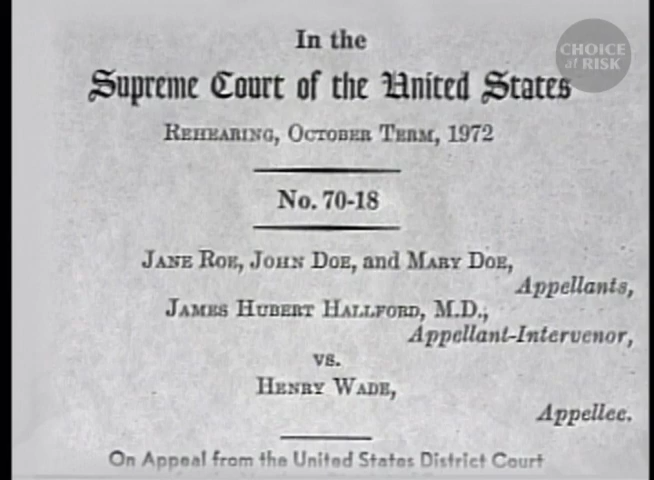 CHOICE
at RISK
In the
Supreme Court of the United States
REHEARING, OCTOBER TERM, 1972
No. 70-18
JANE ROE, JOHN DOE, and MARY DOE,
Appellants,
JAMES HUBERT HALLFORD, M.D.,
Appellant-Intervenor,
vs.
HENRY WADE,
Appellee.
On Appeal from the United States District Court